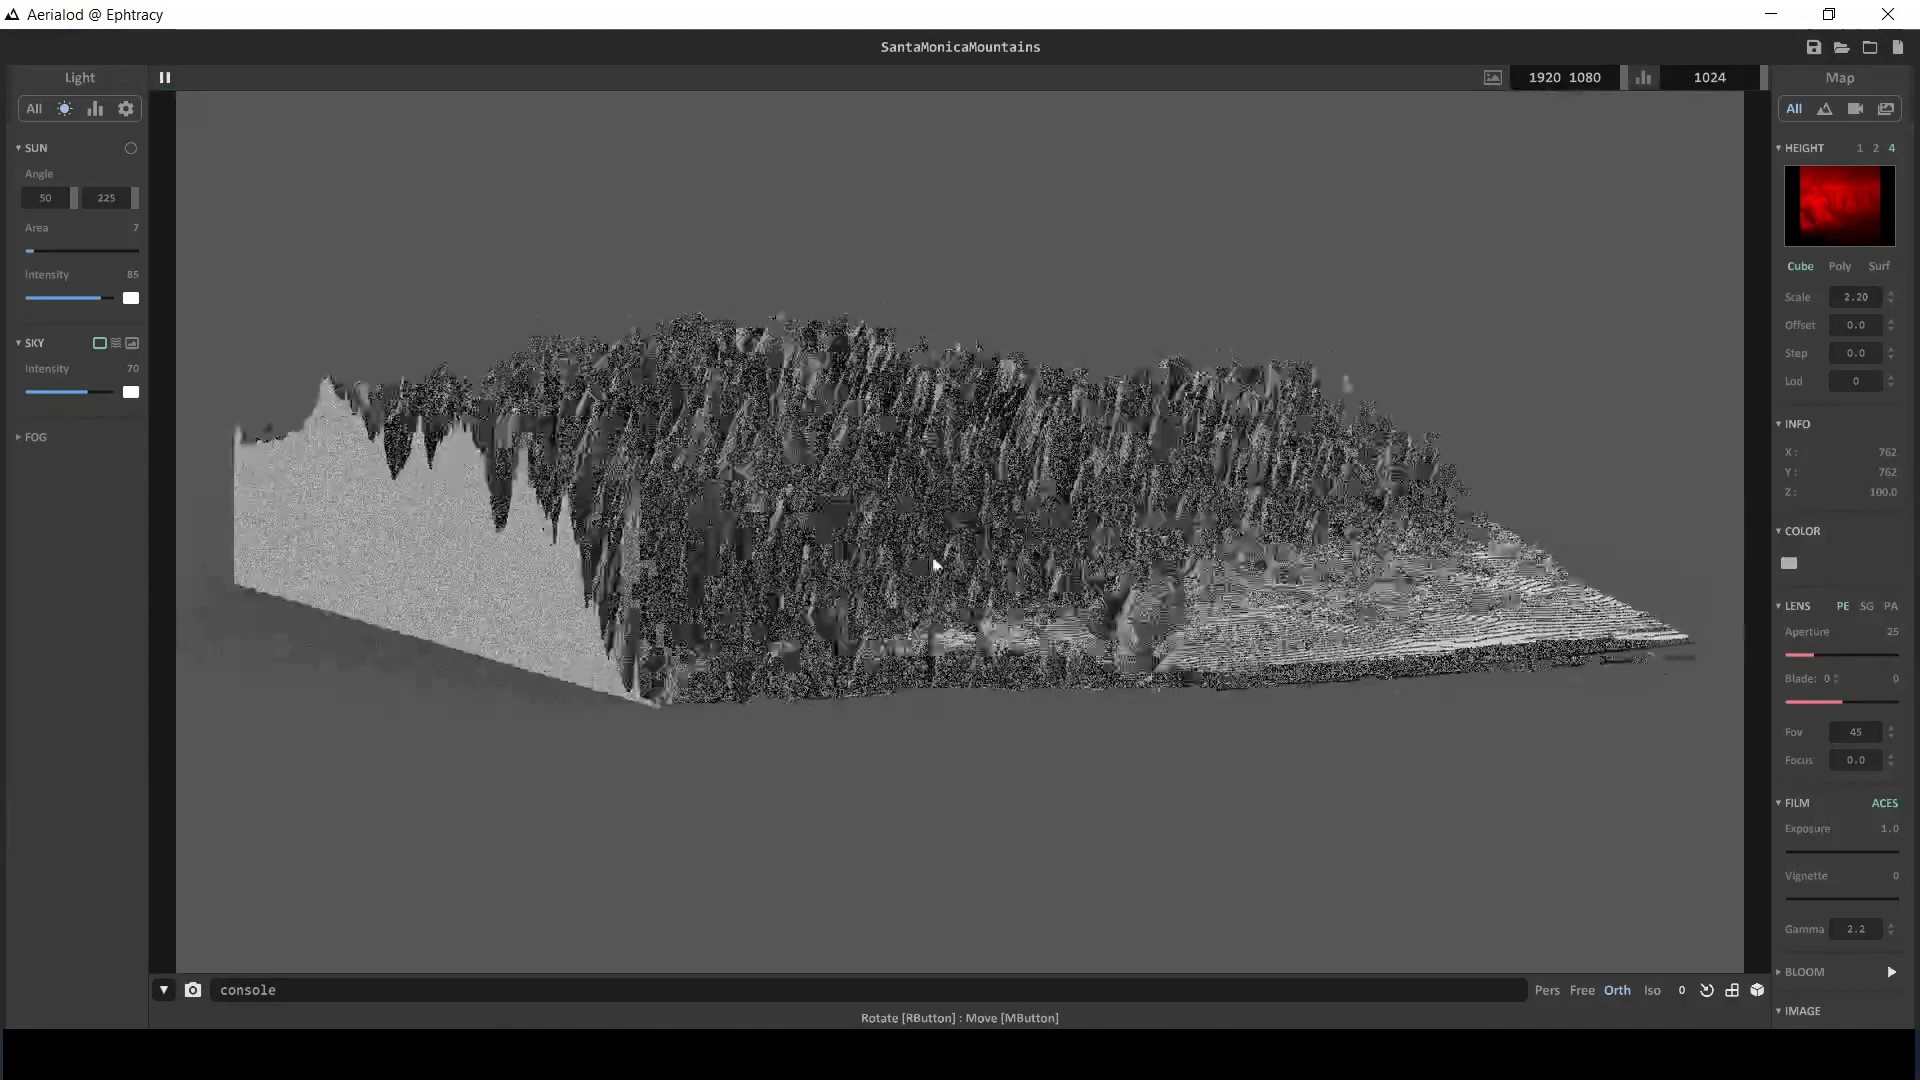 Aerialod @ Ephtracy
SantaMonicaMountains
Light
1920 1080
1024
Map
All
All
SUN
Angle
50 225
Area 7
Intensity 85
SKY
Intensity 70
FOG
HEIGHT 1 2 4
Cube Poly Surf
Scale 2.20
Offset 0.0
Step 0.0
Lod 0
INFO
X : 762
Y : 762
Z : 100.0
COLOR
LENS PE SG PA
Aperture 25
Blade: 0 0
Fov 45
Focus 0.0
FILM ACES
Exposure 1.0
Vignette 0
Gamma 2.2
BLOOM
IMAGE
console
Pers Free Orth Iso 0
Rotate [RButton] : Move [MButton]